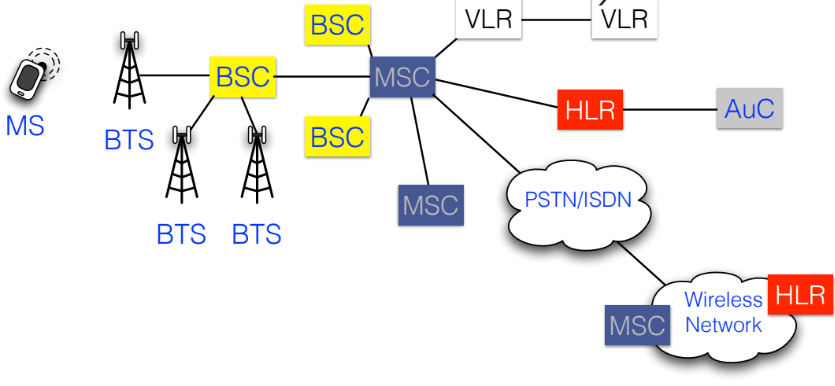 BSC
VLR
VLR
BSC
MSC
HLR
AuC
MS
BTS
BSC
MSC
PSTN/ISDN
BTS
BTS
Wireless
Network
HLR
MSC